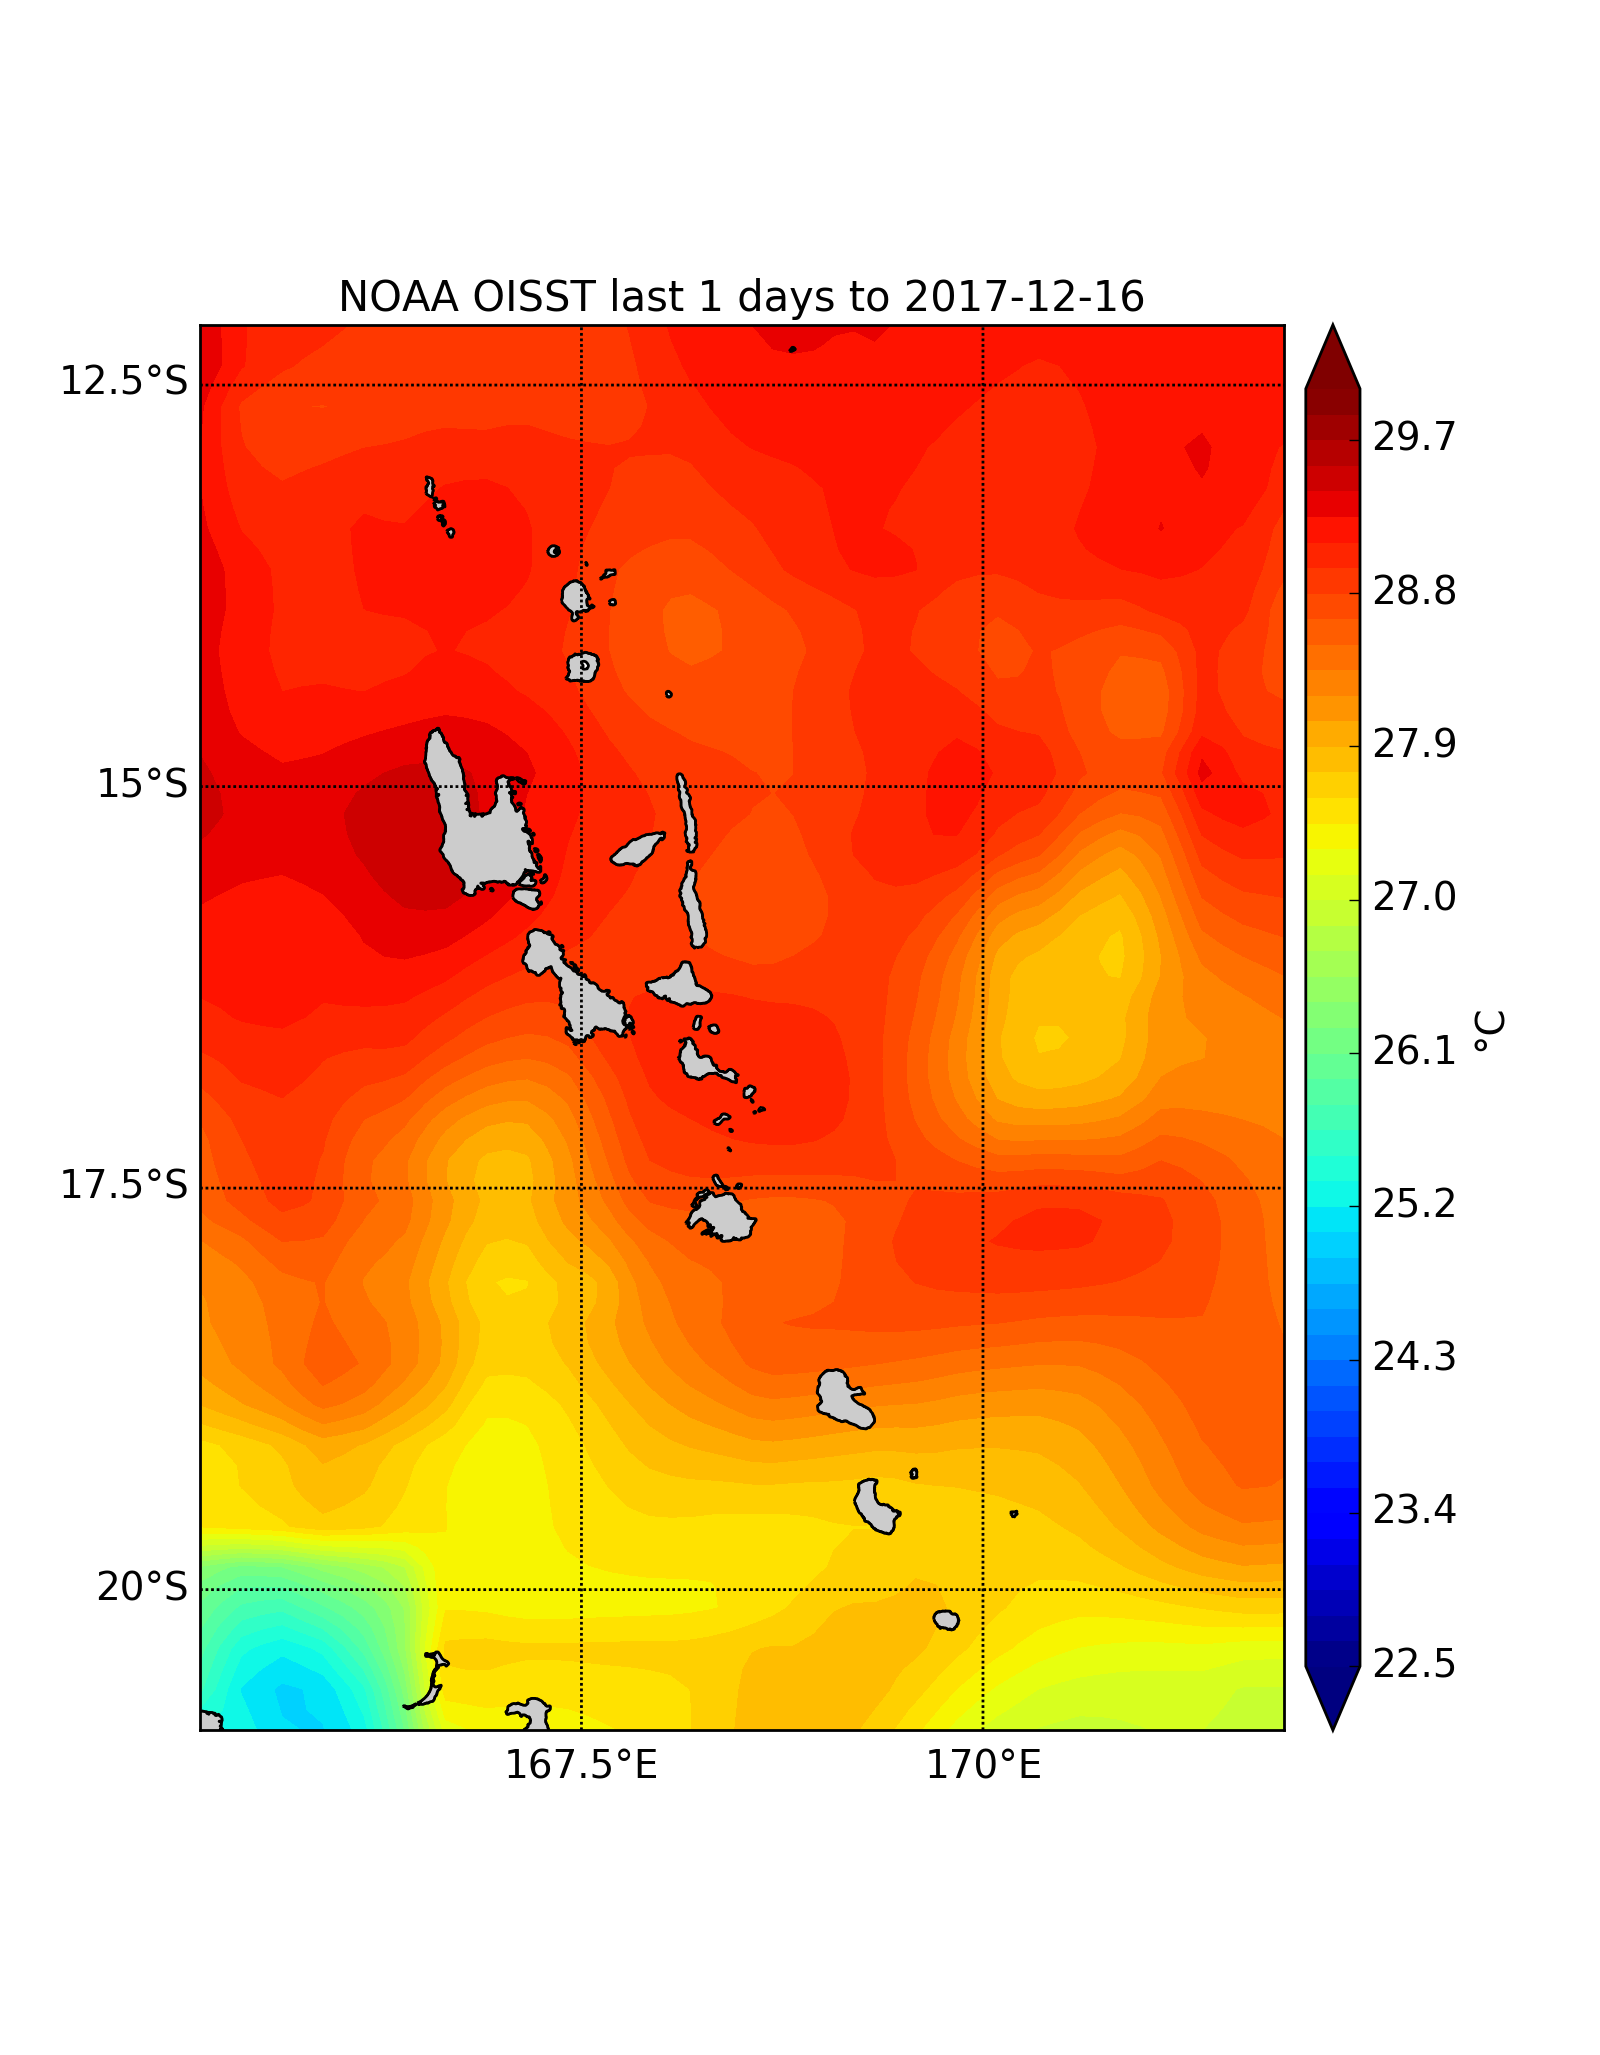 NOAA OISST last 1 days to 2017-12-16
12.5°S
15°S
17.5°S
20°S
167.5°E
170°E
29.7
28.8
27.9
27.0
26.1
25.2
24.3
23.4
22.5
°C